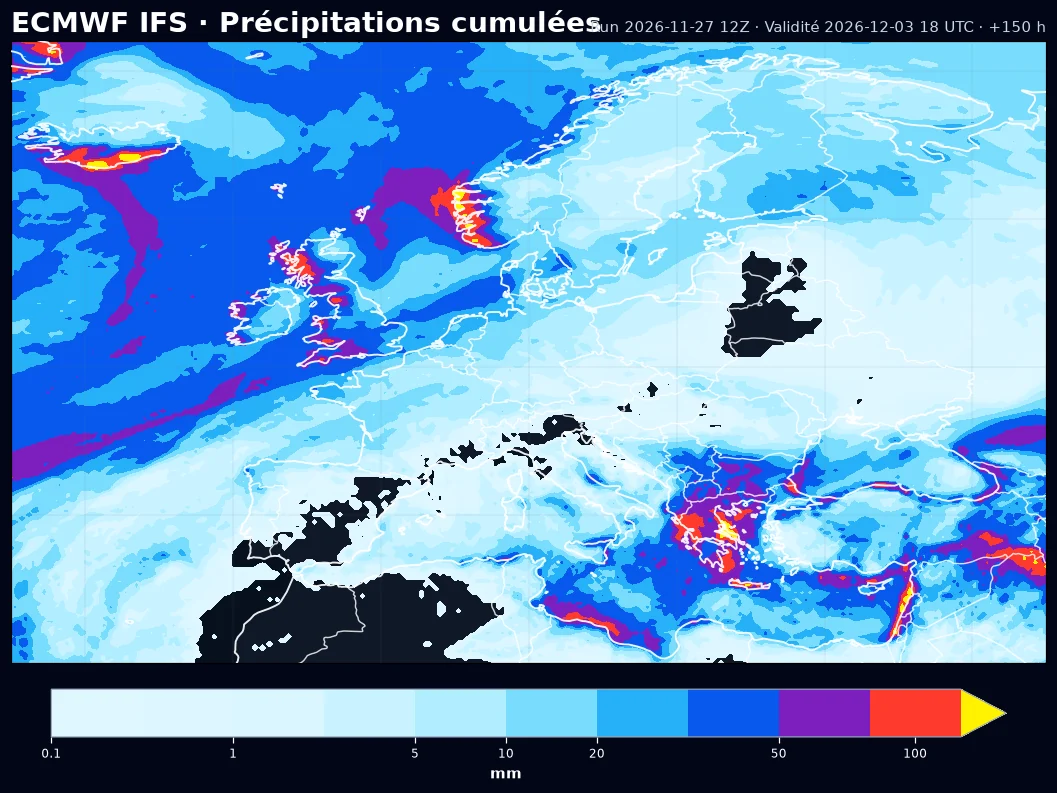 ECMWF IFS · Précipitations cumulées
Run 2026-11-27 12Z · Validité 2026-12-03 18 UTC · +150 h
0.1 1 5 10 20 50 100
mm